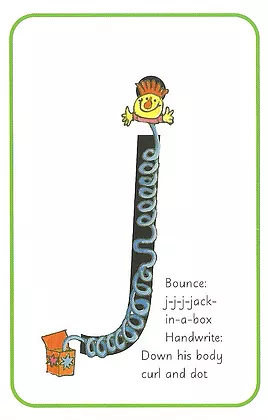 Bounce:
j-j-j-jack-
in-a-box
Handwrite:
Down his body
curl and dot